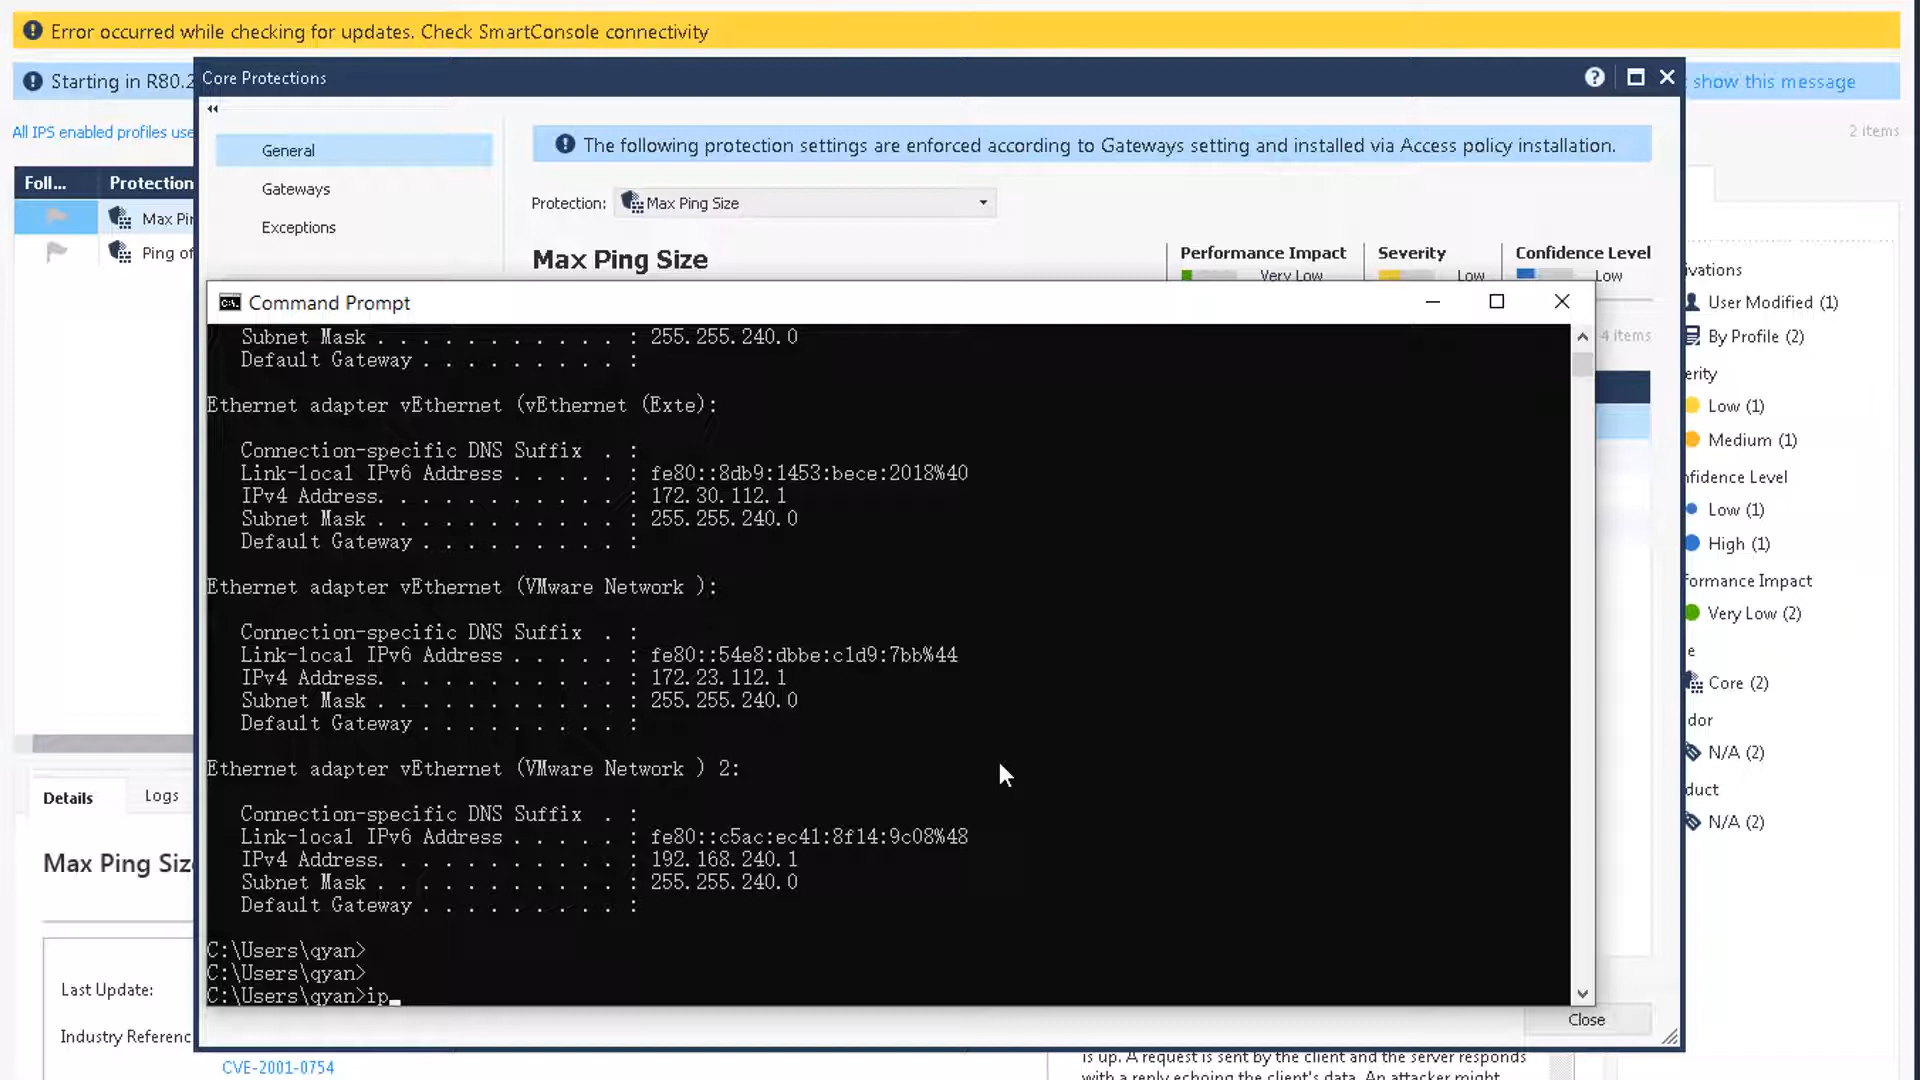 Error occurred while checking for updates. Check SmartConsole connectivity
Starting in R80.2
show this message
Core Protections
All IPS enabled profiles use
2 items
Foll...
Protection
Max Pin
Ping of
General
Gateways
Exceptions
The following protection settings are enforced according to Gateways setting and installed via Access policy installation.
Protection:
Max Ping Size
Max Ping Size
Performance Impact
Very Low
Severity
Low
Confidence Level
Low
4 items
Command Prompt
Subnet Mask . . . . . . . . . . . : 255.255.240.0
Default Gateway . . . . . . . . . :
Ethernet adapter vEthernet (vEthernet (Exte):
Connection-specific DNS Suffix  . :
Link-local IPv6 Address . . . . . : fe80::8db9:1453:bece:2018%40
IPv4 Address. . . . . . . . . . . : 172.30.112.1
Subnet Mask . . . . . . . . . . . : 255.255.240.0
Default Gateway . . . . . . . . . :
Ethernet adapter vEthernet (VMware Network ):
Connection-specific DNS Suffix  . :
Link-local IPv6 Address . . . . . : fe80::54e8:dbbe:c1d9:7bb%44
IPv4 Address. . . . . . . . . . . : 172.23.112.1
Subnet Mask . . . . . . . . . . . : 255.255.240.0
Default Gateway . . . . . . . . . :
Ethernet adapter vEthernet (VMware Network ) 2:
Connection-specific DNS Suffix  . :
Link-local IPv6 Address . . . . . : fe80::c5ac:ec41:8f14:9c08%48
IPv4 Address. . . . . . . . . . . : 192.168.240.1
Subnet Mask . . . . . . . . . . . : 255.255.240.0
Default Gateway . . . . . . . . . :
C:\Users\qyan>
C:\Users\qyan>
C:\Users\qyan>ip_
Close
ivations
User Modified (1)
By Profile (2)
erity
Low (1)
Medium (1)
nfidence Level
Low (1)
High (1)
formance Impact
Very Low (2)
e
Core (2)
dor
N/A (2)
duct
N/A (2)
Details
Logs
Max Ping Size
Last Update:
Industry Referenc
CVE-2001-0754
is up. A request is sent by the client and the server responds
with a reply echoing the client's data. An attacker might